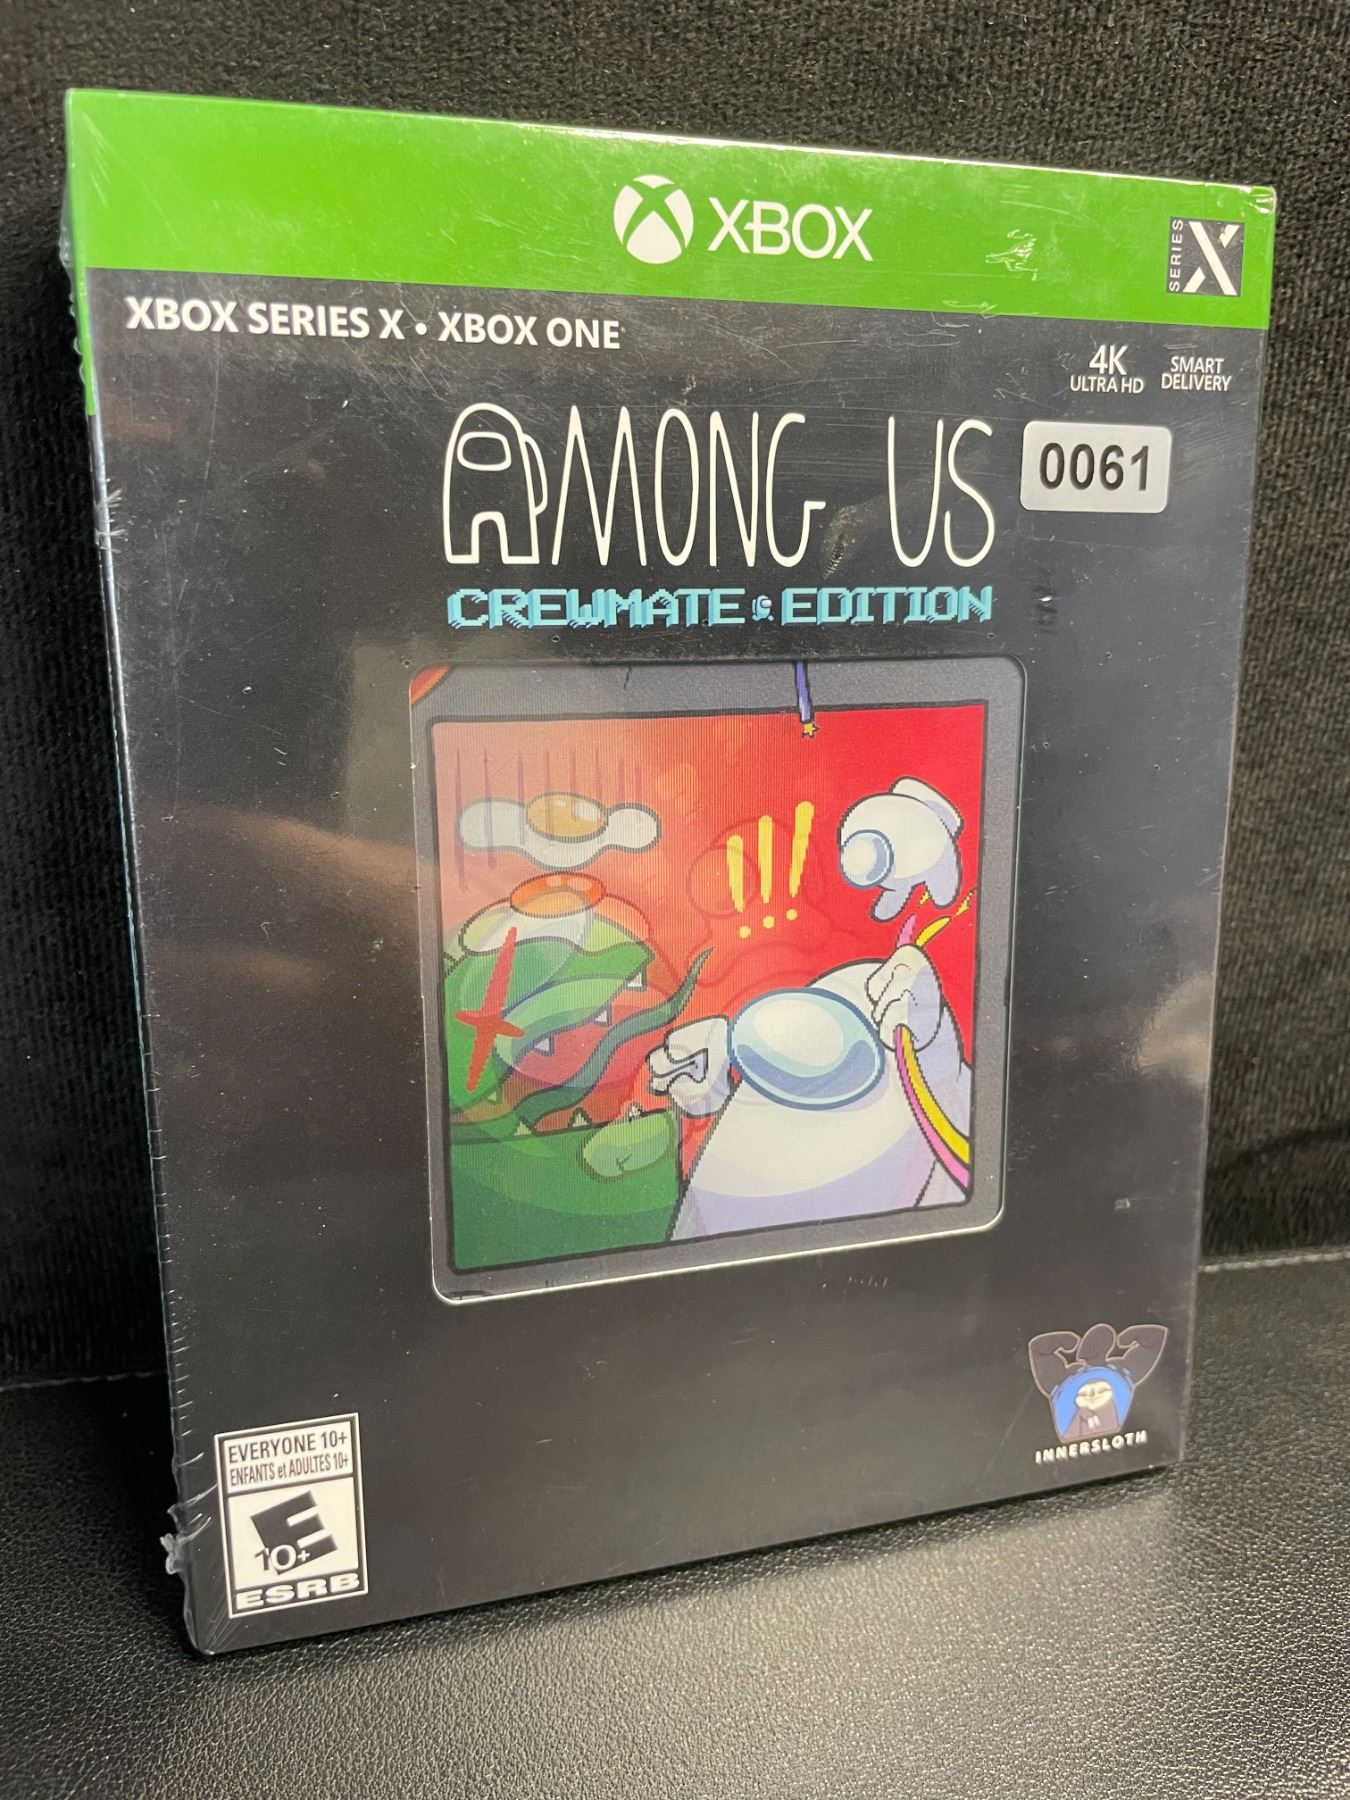 XBOX
SERIES X
XBOX SERIES X • XBOX ONE
4K
ULTRA HD
SMART
DELIVERY
AMONG US
0061
CREWMATE EDITION
!!!
INNERSLOTH
EVERYONE 10+
ENFANTS et ADULTES 10+
E
10+
ESRB